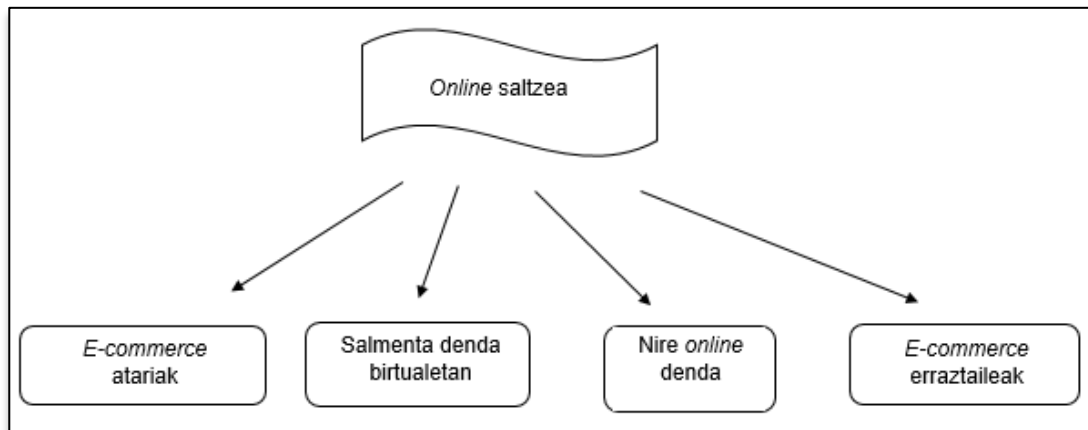 Online saltzea
E-commerce
atariak
Salmenta denda
birtualetan
Nire online
denda
E-commerce
erraztaileak